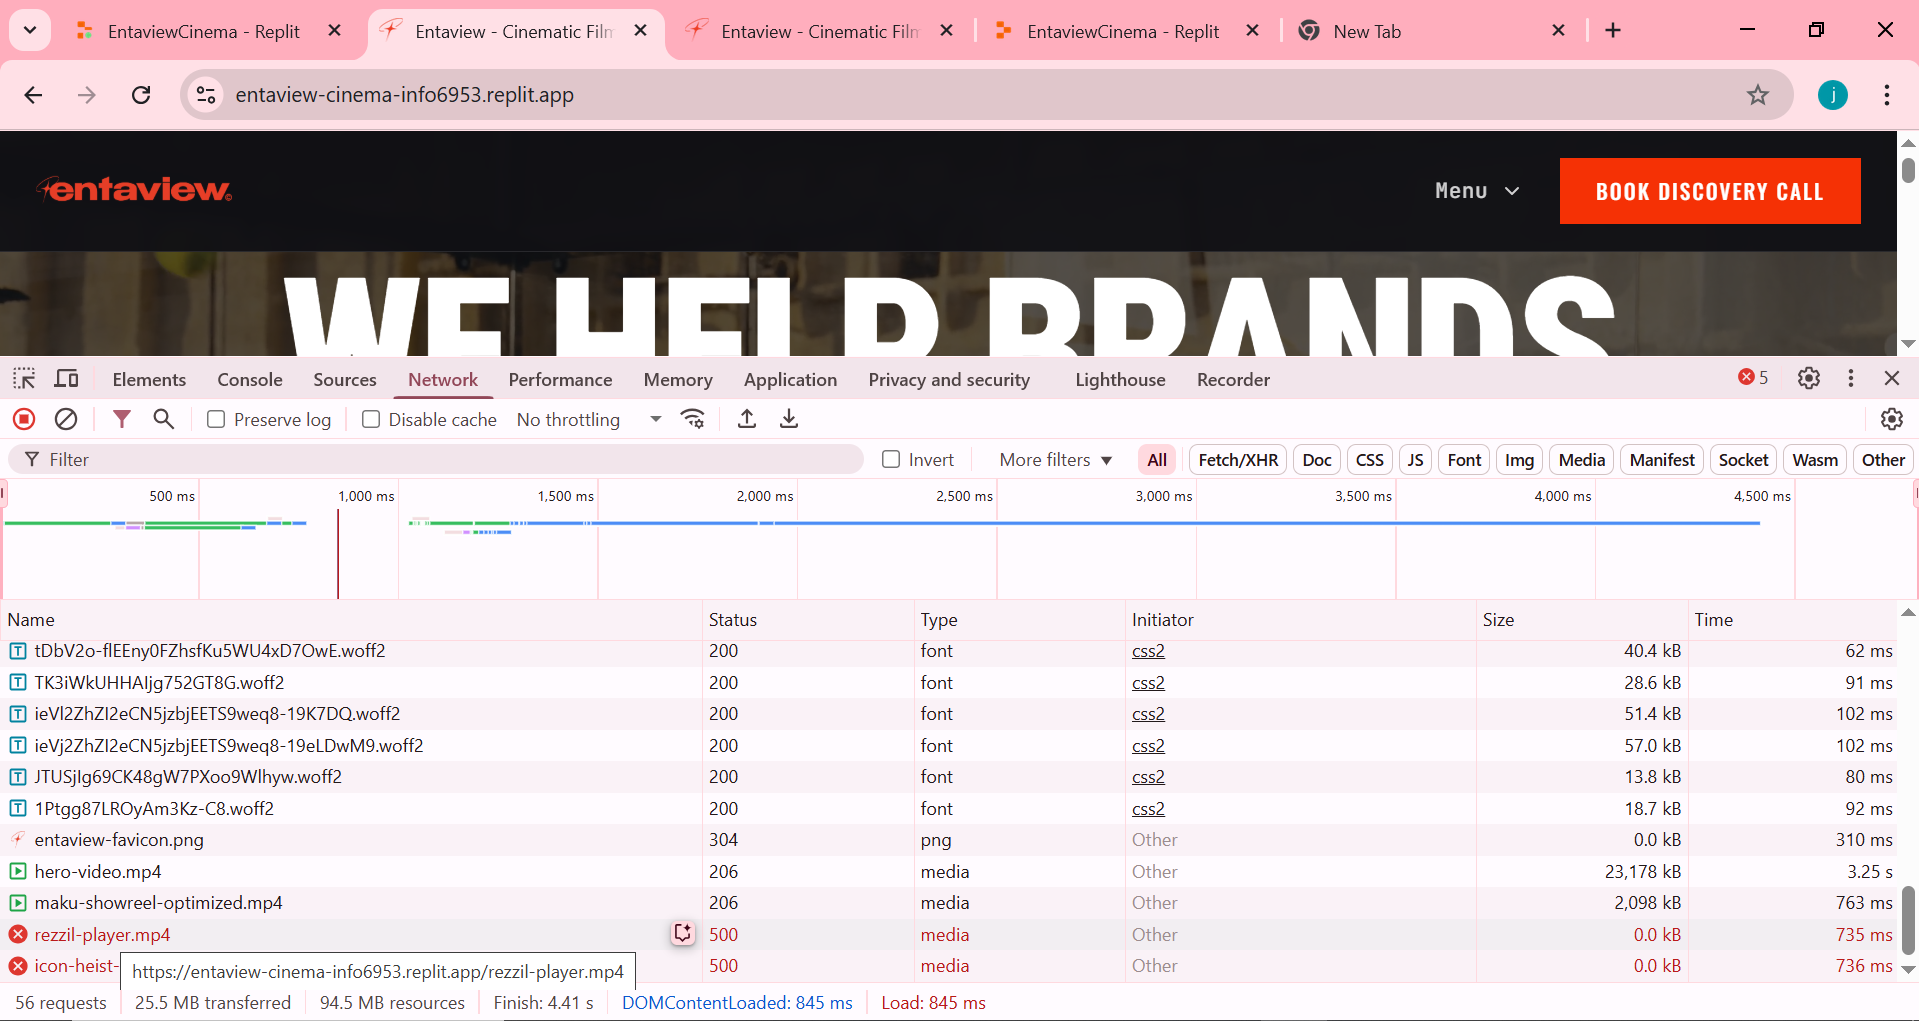 EntaviewCinema - Replit
Entaview - Cinematic Film
Entaview - Cinematic Film
EntaviewCinema - Replit
New Tab
entaview-cinema-info6953.replit.app
j
entaview.
Menu
BOOK DISCOVERY CALL
WE HELP BRANDS
Elements Console Sources Network Performance Memory Application Privacy and security Lighthouse Recorder 5
Preserve log Disable cache No throttling
Filter Invert More filters All Fetch/XHR Doc CSS JS Font Img Media Manifest Socket Wasm Other
500 ms 1,000 ms 1,500 ms 2,000 ms 2,500 ms 3,000 ms 3,500 ms 4,000 ms 4,500 ms
Name Status Type Initiator Size Time
tDbV2o-flEEny0FZhsfKu5WU4xD7OwE.woff2 200 font css2 40.4 kB 62 ms
TK3iWkUHHAIjg752GT8G.woff2 200 font css2 28.6 kB 91 ms
ieVl2ZhZI2eCN5jzbjEETS9weq8-19K7DQ.woff2 200 font css2 51.4 kB 102 ms
ieVj2ZhZI2eCN5jzbjEETS9weq8-19eLDwM9.woff2 200 font css2 57.0 kB 102 ms
JTUSjIg69CK48gW7PXoo9Wlhyw.woff2 200 font css2 13.8 kB 80 ms
1Ptgg87LROyAm3Kz-C8.woff2 200 font css2 18.7 kB 92 ms
entaview-favicon.png 304 png Other 0.0 kB 310 ms
hero-video.mp4 206 media Other 23,178 kB 3.25 s
maku-showreel-optimized.mp4 206 media Other 2,098 kB 763 ms
rezzil-player.mp4 500 media Other 0.0 kB 735 ms
icon-heist- 500 media Other 0.0 kB 736 ms
https://entaview-cinema-info6953.replit.app/rezzil-player.mp4
56 requests 25.5 MB transferred 94.5 MB resources Finish: 4.41 s DOMContentLoaded: 845 ms Load: 845 ms